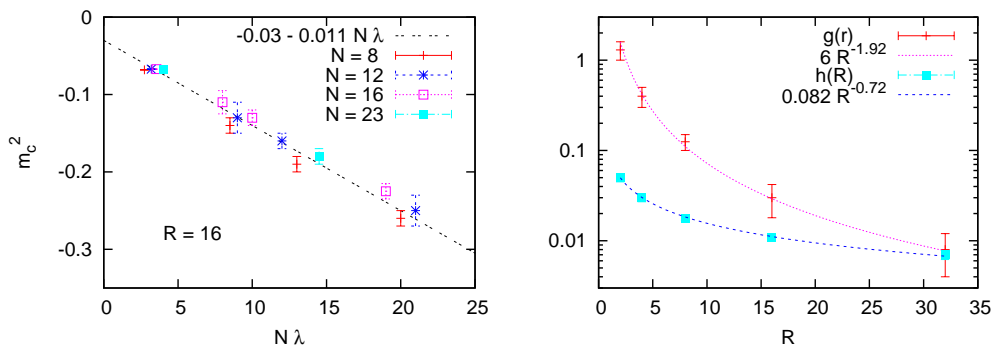 -0.03 - 0.011 N λ
N = 8
N = 12
N = 16
N = 23
0
-0.1
-0.2
-0.3
m_c^2
R = 16
0 5 10 15 20 25
N λ
g(r)
6 R^-1.92
h(R)
0.082 R^-0.72
1
0.1
0.01
0 5 10 15 20 25 30 35
R